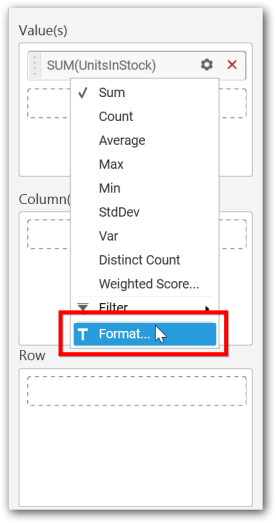 Value(s)
SUM(UnitsInStock)
Sum
Count
Average
Max
Min
StdDev
Var
Column(
Distinct Count
Weighted Score...
Filter
Format...
Row